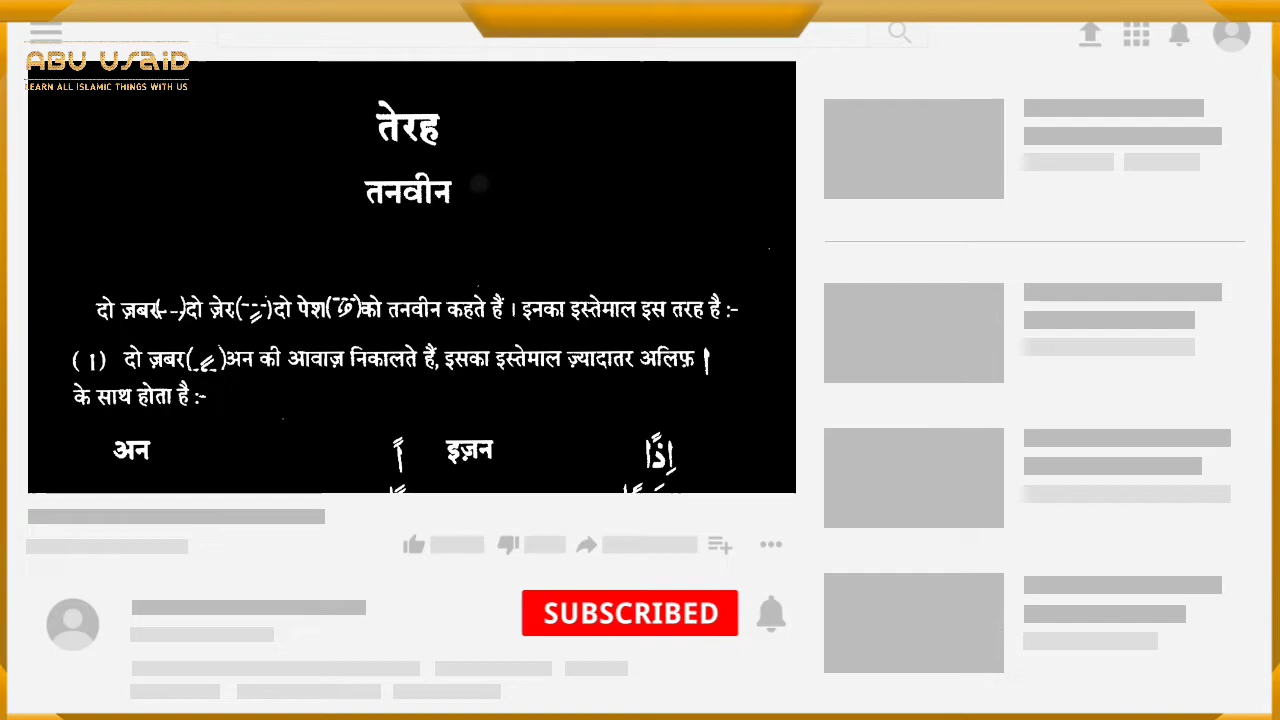 ABU USAID
LEARN ALL ISLAMIC THINGS WITH US
तेरह
तनवीन
दो ज़बर(--)दो ज़ेर(---)दो पेश(---)को तनवीन कहते हैं । इनका इस्तेमाल इस तरह है :-
( 1 ) दो ज़बर( ً )अन की आवाज़ निकालते हैं, इसका इस्तेमाल ज़्यादातर अलिफ़ ا
के साथ होता है :-
अन اً इज़न اِذًا
SUBSCRIBED